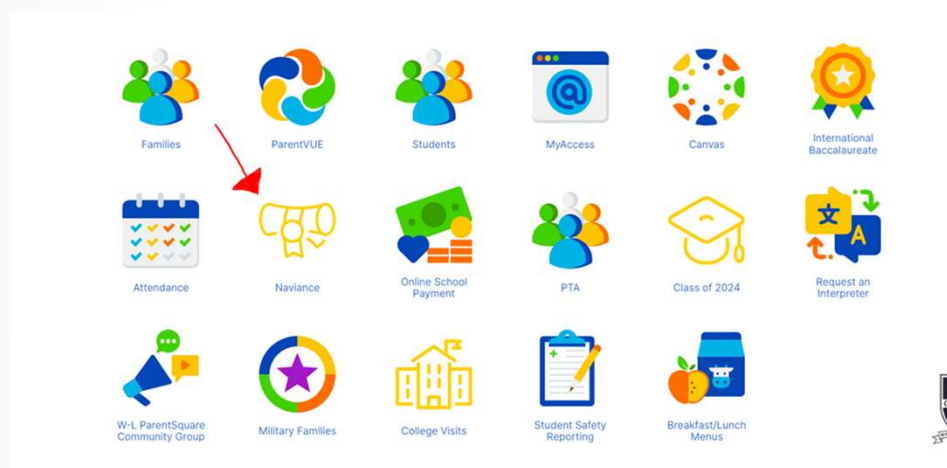 Families
ParentVUE
Students
MyAccess
Canvas
International
Baccalaureate
Attendance
Naviance
Online School
Payment
PTA
Class of 2024
Request an
Interpreter
W-L ParentSquare
Community Group
Military Families
College Visits
Student Safety
Reporting
Breakfast/Lunch
Menus